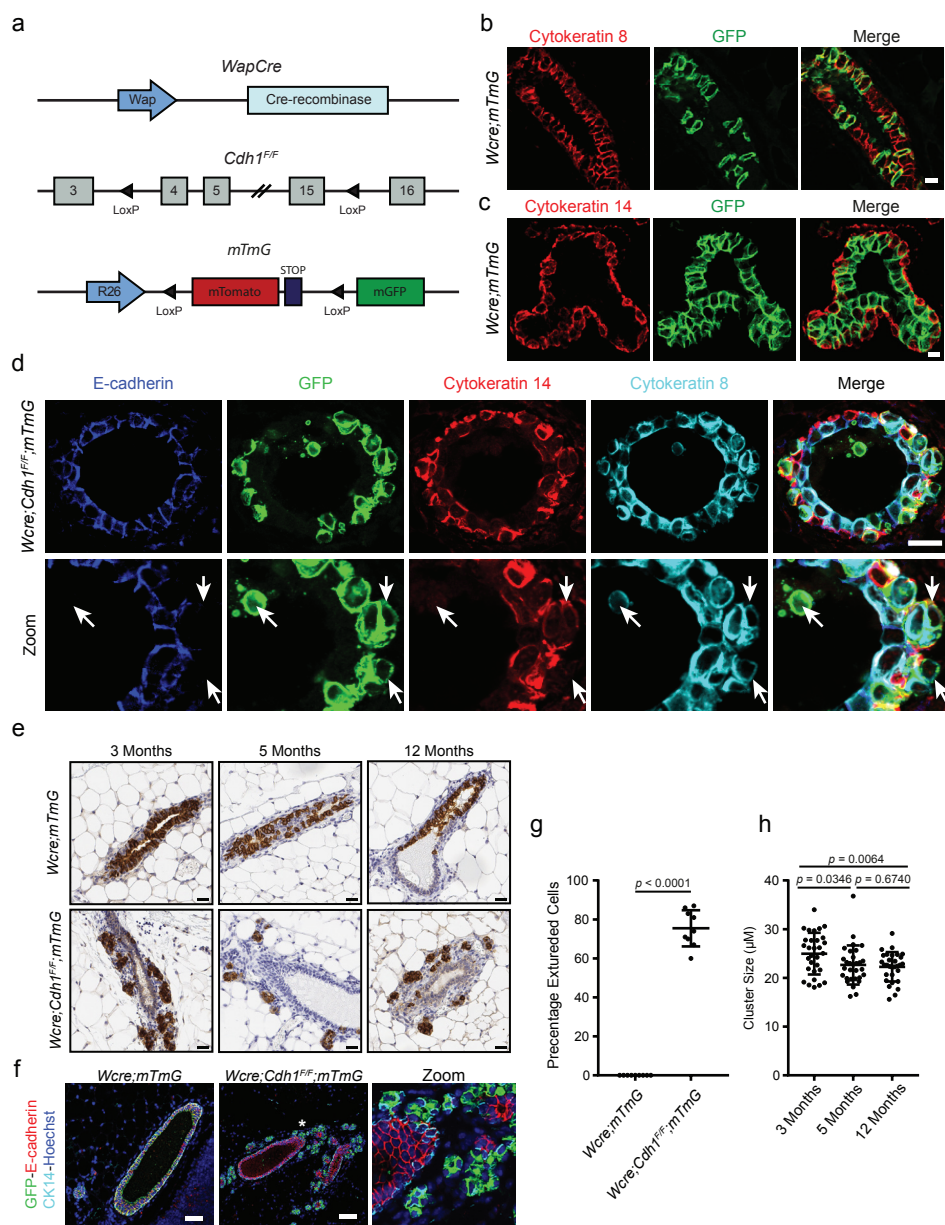 a
WapCre
Wap
Cre-recombinase
Cdh1F/F
3
4
5
15
16
LoxP
LoxP
mTmG
STOP
R26
mTomato
mGFP
LoxP
LoxP
b
Cytokeratin 8
GFP
Merge
Wcre;mTmG
c
Cytokeratin 14
GFP
Merge
Wcre;mTmG
d
E-cadherin
GFP
Cytokeratin 14
Cytokeratin 8
Merge
Wcre;Cdh1F/F;mTmG
Zoom
e
3 Months
5 Months
12 Months
Wcre;mTmG
Wcre;Cdh1F/F;mTmG
f
Wcre;mTmG
Wcre;Cdh1F/F;mTmG
Zoom
GFP-E-cadherin
CK14-Hoechst
*
g
p < 0.0001
Precentage Extureded Cells
100
80
60
40
20
0
Wcre;mTmG
Wcre;Cdh1F/F;mTmG
h
p = 0.0064
p = 0.0346
p = 0.6740
Cluster Size (µM)
40
30
20
10
0
3 Months
5 Months
12 Months